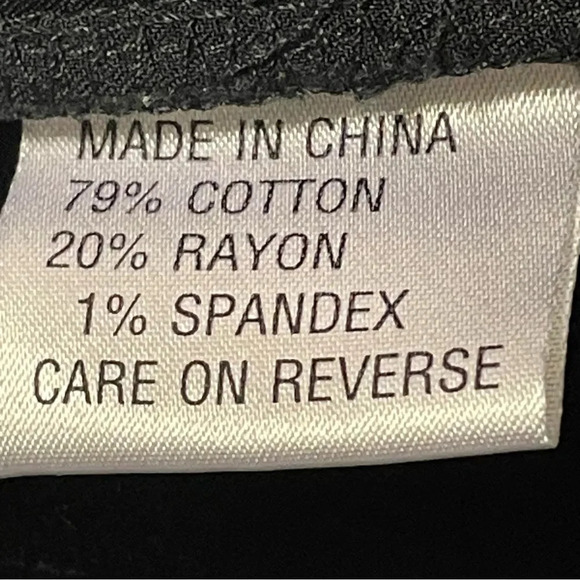 MADE IN CHINA
79% COTTON
20% RAYON
1% SPANDEX
CARE ON REVERSE